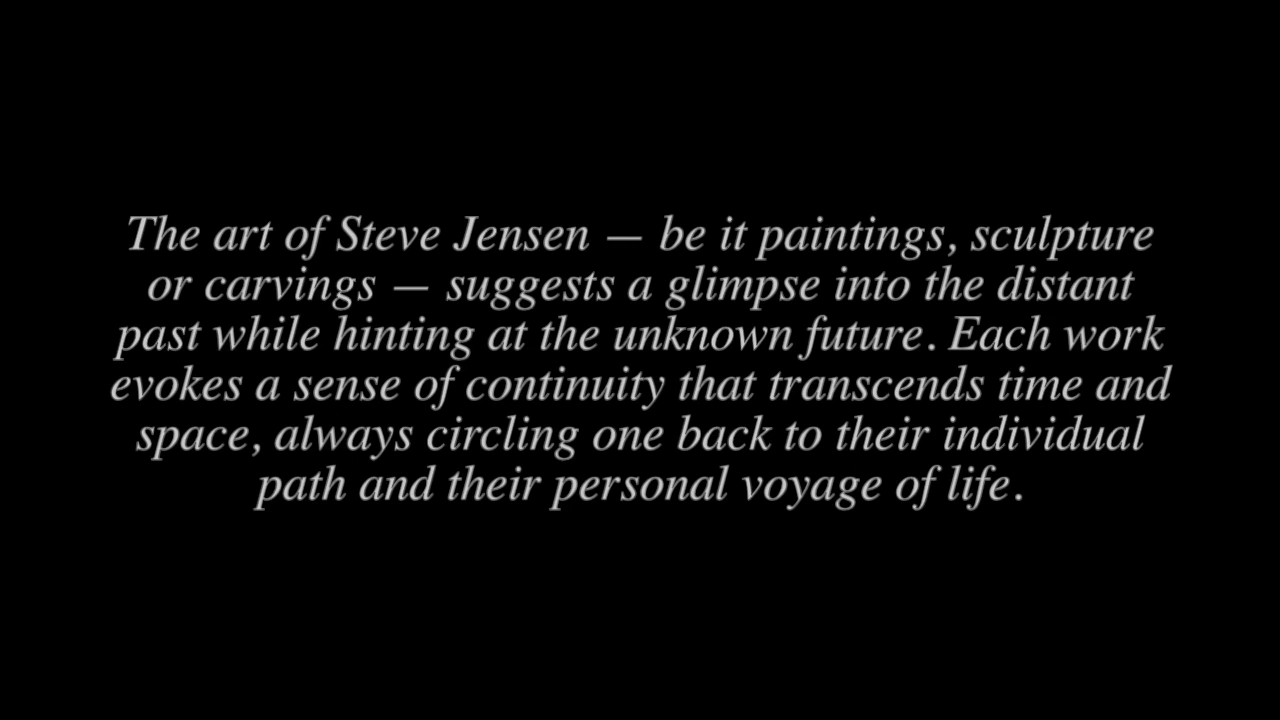 The art of Steve Jensen — be it paintings, sculpture
or carvings — suggests a glimpse into the distant
past while hinting at the unknown future. Each work
evokes a sense of continuity that transcends time and
space, always circling one back to their individual
path and their personal voyage of life.